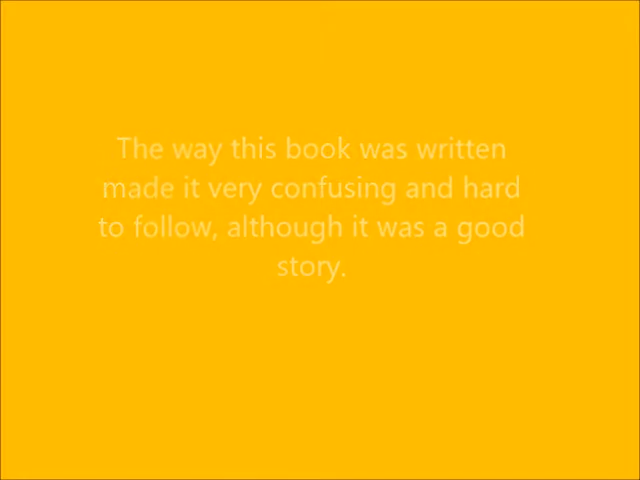 The way this book was written
made it very confusing and hard
to follow, although it was a good
story.